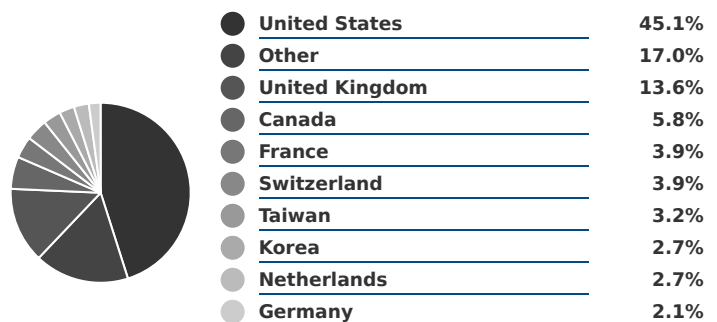 United States 45.1%
Other 17.0%
United Kingdom 13.6%
Canada 5.8%
France 3.9%
Switzerland 3.9%
Taiwan 3.2%
Korea 2.7%
Netherlands 2.7%
Germany 2.1%